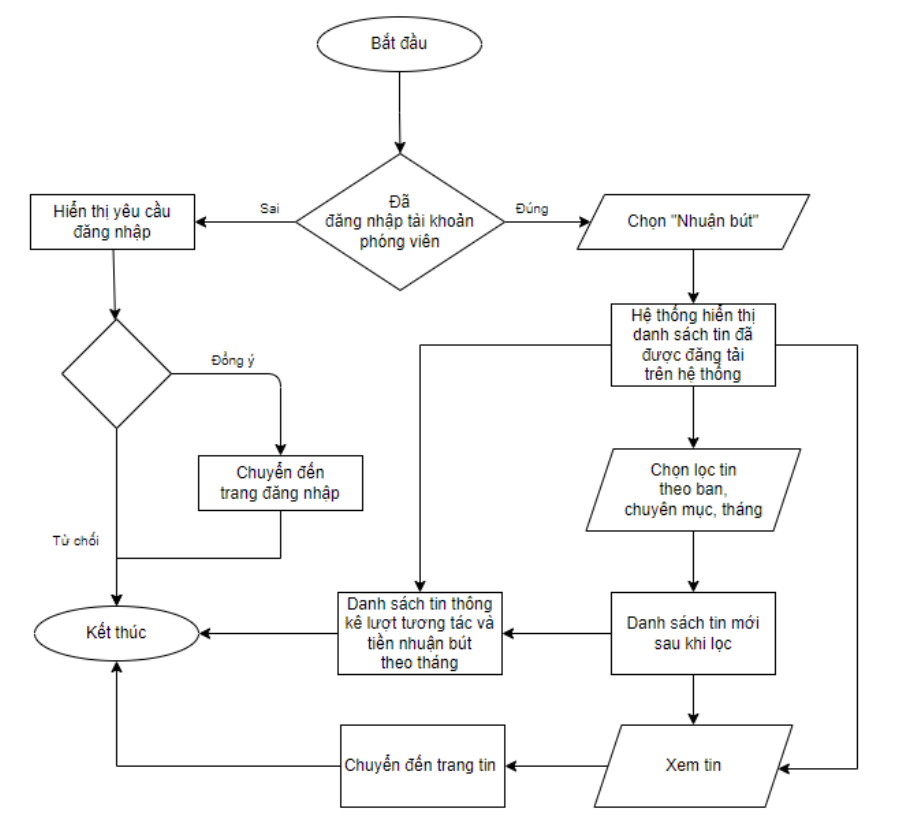 Bắt đầu
Đã
đăng nhập tài khoản
phóng viên
Sai
Đúng
Hiển thị yêu cầu
đăng nhập
Chọn "Nhuận bút"
Hệ thống hiển thị
danh sách tin đã
được đăng tải
trên hệ thống
Đồng ý
Chuyển đến
trang đăng nhập
Chọn lọc tin
theo ban,
chuyên mục, tháng
Từ chối
Kết thúc
Danh sách tin thông
kê lượt tương tác và
tiền nhuận bút
theo tháng
Danh sách tin mới
sau khi lọc
Chuyển đến trang tin
Xem tin